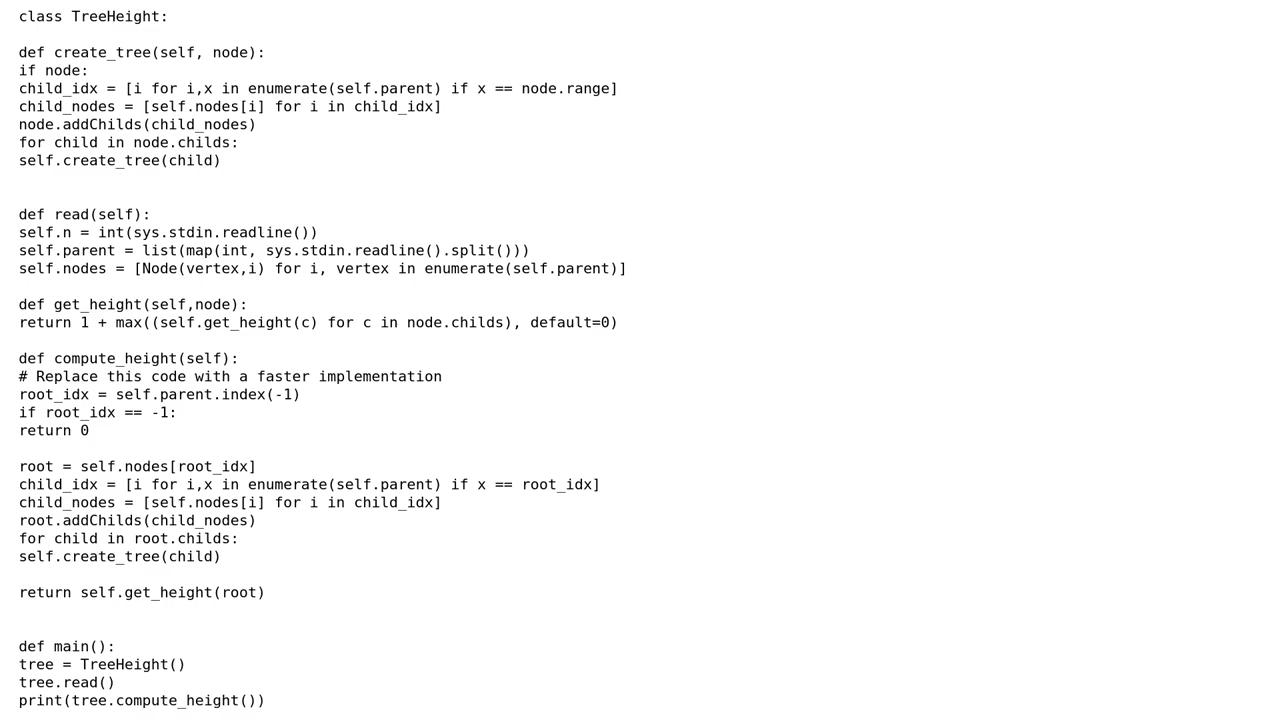 class TreeHeight:
def create_tree(self, node):
if node:
child_idx = [i for i,x in enumerate(self.parent) if x == node.range]
child_nodes = [self.nodes[i] for i in child_idx]
node.addChilds(child_nodes)
for child in node.childs:
self.create_tree(child)
def read(self):
self.n = int(sys.stdin.readline())
self.parent = list(map(int, sys.stdin.readline().split()))
self.nodes = [Node(vertex,i) for i, vertex in enumerate(self.parent)]
def get_height(self,node):
return 1 + max((self.get_height(c) for c in node.childs), default=0)
def compute_height(self):
# Replace this code with a faster implementation
root_idx = self.parent.index(-1)
if root_idx == -1:
return 0
root = self.nodes[root_idx]
child_idx = [i for i,x in enumerate(self.parent) if x == root_idx]
child_nodes = [self.nodes[i] for i in child_idx]
root.addChilds(child_nodes)
for child in root.childs:
self.create_tree(child)
return self.get_height(root)
def main():
tree = TreeHeight()
tree.read()
print(tree.compute_height())